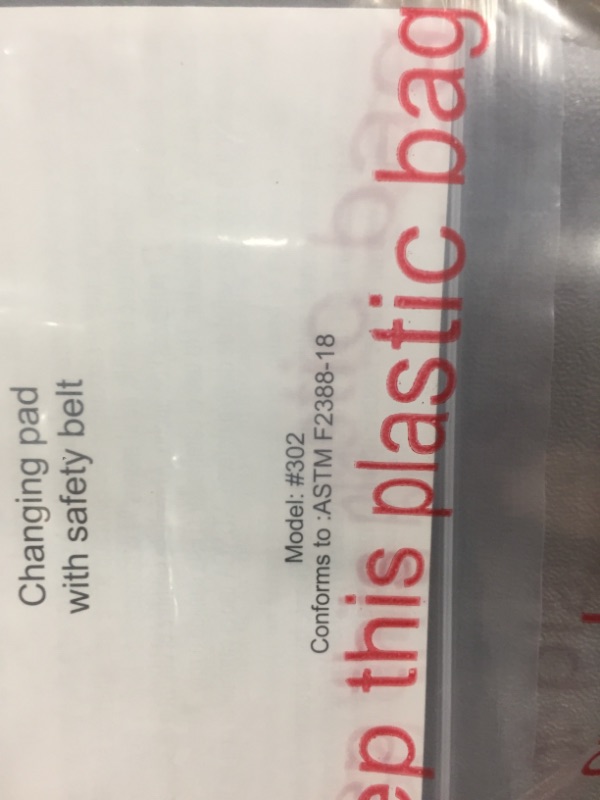 Changing pad
with safety belt
Model: #302
Conforms to :ASTM F2388-18
ep this plastic bag